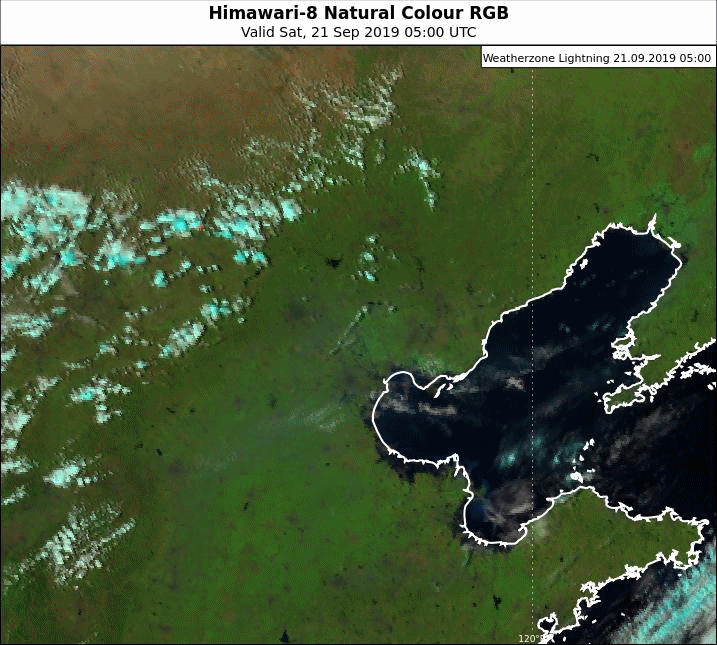 Himawari-8 Natural Colour RGB
Valid Sat, 21 Sep 2019 05:00 UTC
Weatherzone Lightning 21.09.2019 05:00
120°E